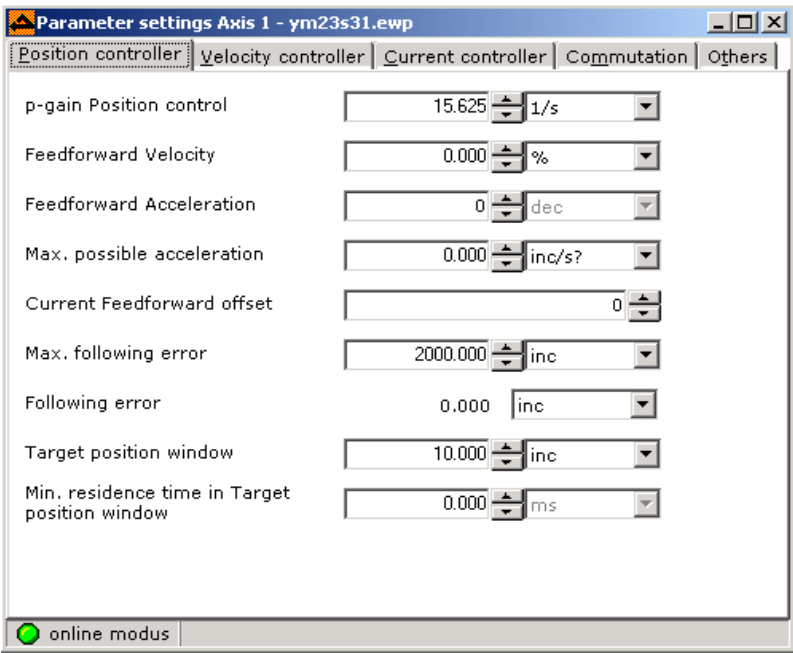 Parameter settings Axis 1 - ym23s31.ewp
Position controller Velocity controller Current controller Commutation Others
p-gain Position control 15.625 1/s
Feedforward Velocity 0.000 %
Feedforward Acceleration 0 dec
Max. possible acceleration 0.000 inc/s?
Current Feedforward offset 0
Max. following error 2000.000 inc
Following error 0.000 inc
Target position window 10.000 inc
Min. residence time in Target
position window 0.000 ms
online modus